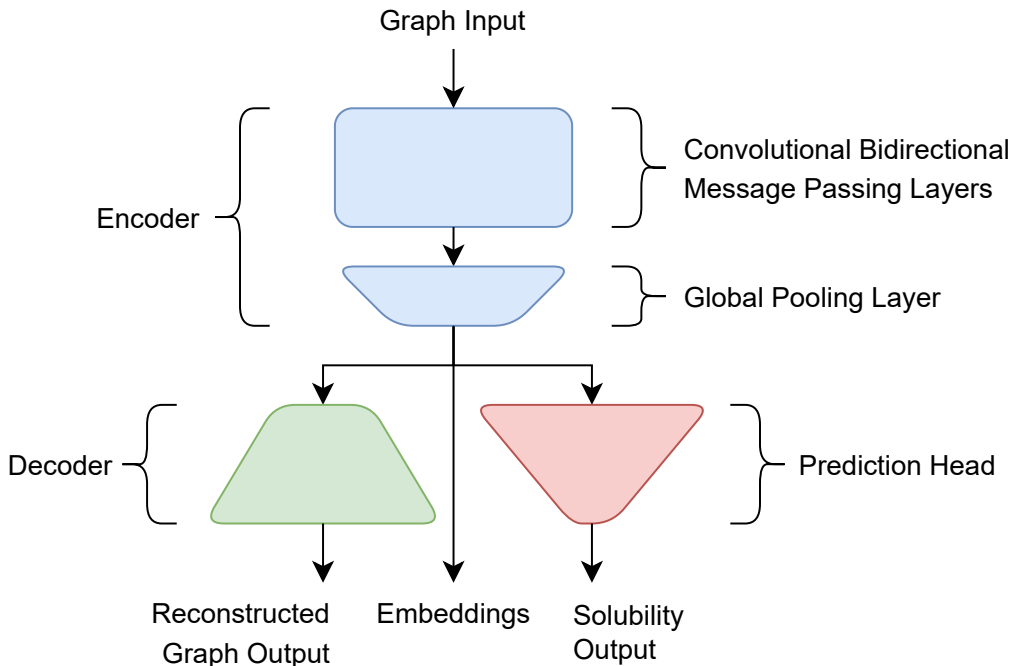 Graph Input
Convolutional Bidirectional
Message Passing Layers
Encoder
Global Pooling Layer
Decoder
Prediction Head
Reconstructed
Graph Output
Embeddings
Solubility
Output